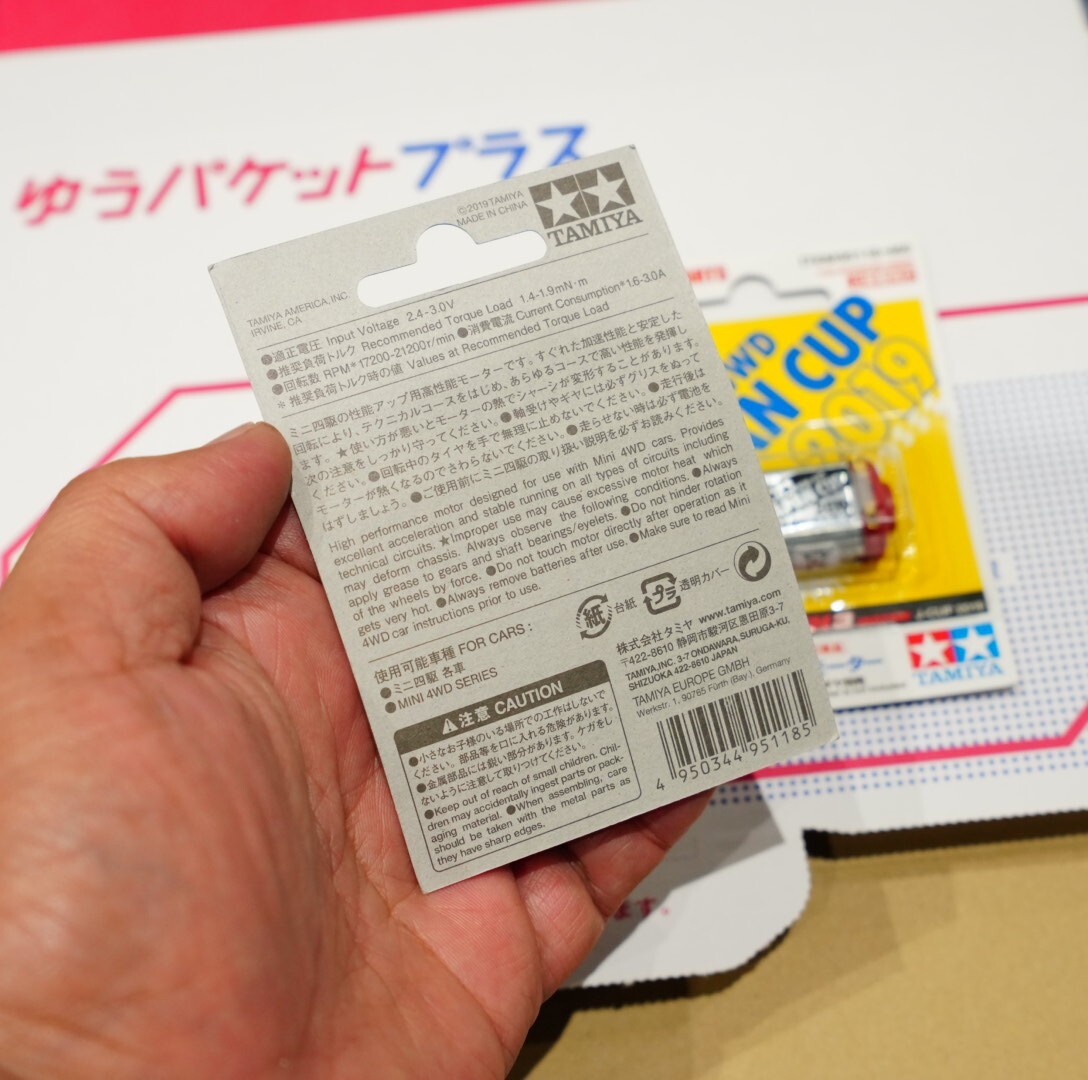 ゆうパケットプラス
©2019 TAMIYA
MADE IN CHINA
TAMIYA
TAMIYA AMERICA, INC.
IRVINE, CA
●適正電圧 Input Voltage 2.4-3.0V
●推奨負荷トルク Recommended Torque Load 1.4-1.9mN·m
●回転数 RPM*17200-21200r/min ●消費電流 Current Consumption*1.6-3.0A
* 推奨負荷トルク時の値 Values at Recommended Torque Load
ミニ四駆の性能アップ用高性能モーターです。すぐれた加速性能と安定した
回転により、テクニカルコースをはじめ、あらゆるコースで高い性能を発揮し
ます。★使い方が悪いとモーターの熱でシャーシが変形することがあります。
次の注意をしっかり守ってください。●軸受けやギヤには必ずグリスをぬって
ください。●回転中のタイヤを手で無理に止めないでください。●走行後は
モーターが熱くなるのでさわらないでください。●走らせない時は必ず電池を
はずしましょう。●ご使用前にミニ四駆の取り扱い説明を必ずお読みください。
High performance motor designed for use with Mini 4WD cars. Provides
excellent acceleration and stable running on all types of circuits including
technical circuits. ★Improper use may cause excessive motor heat which
may deform chassis. Always observe the following conditions. ●Always
apply grease to gears and shaft bearings/eyelets. ●Do not hinder rotation
of the wheels by force. ●Do not touch motor directly after operation as it
gets very hot. ●Always remove batteries after use. ●Make sure to read Mini
4WD car instructions prior to use.
紙 台紙 プラ 透明カバー
使用可能車種 FOR CARS :
●ミニ四駆 各車
●MINI 4WD SERIES
⚠注意 CAUTION
●小さなお子様のいる場所での工作はしないで
ください。部品等を口に入れる危険があります。
●金属部品には鋭い部分があります。ケガをし
ないように注意して取りつけてください。
●Keep out of reach of small children. Chil-
dren may accidentally ingest parts or pack-
aging material. ●When assembling, care
should be taken with the metal parts as
they have sharp edges.
株式会社タミヤ www.tamiya.com
〒422-8610 静岡市駿河区恩田原3-7
TAMIYA,INC. 3-7 ONDAWARA, SURUGA-KU,
SHIZUOKA 422-8610 JAPAN
TAMIYA EUROPE GMBH
Werkstr. 1, 90765 Fürth (Bay.), Germany
4 950344 951185
WD
N CUP
2019
J-CUP 2019
ーター
TAMIYA
ます。